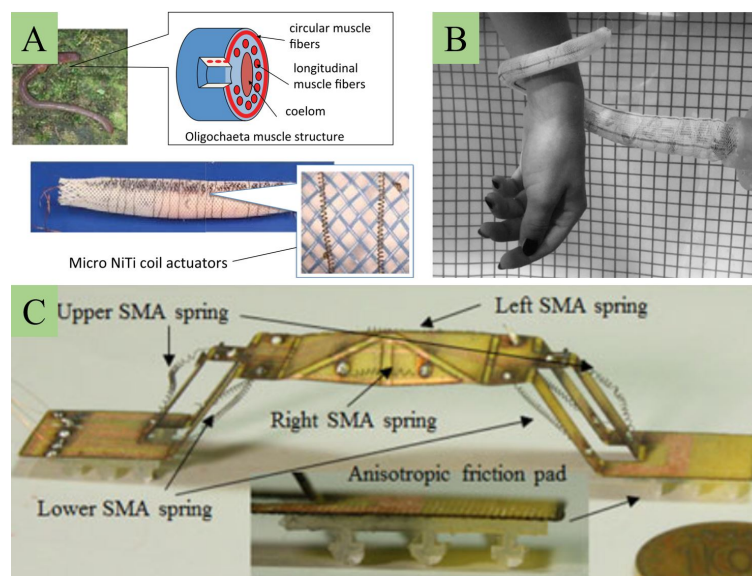 A
circular muscle
fibers
longitudinal
muscle fibers
coelom
Oligochaeta muscle structure
Micro NiTi coil actuators
B
C
Upper SMA spring
Left SMA spring
Right SMA spring
Anisotropic friction pad
Lower SMA spring